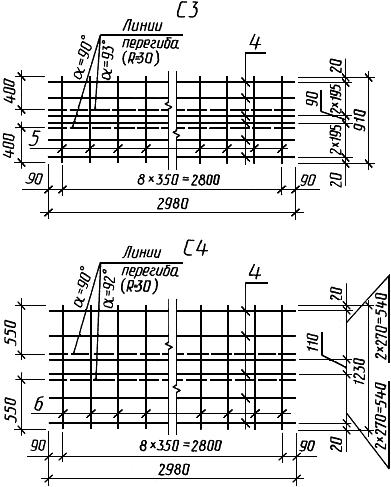 С3
Линии
перегиба
(R=30)
α=90°
α=93°
4
20
400
400
90
2×195
2×195
910
5
20
90
8×350=2800
90
2980
С4
Линии
перегиба
(R=30)
α=90°
α=92°
4
20
550
550
110
1230
2×270=540
2×270=540
6
20
90
8×350=2800
90
2980